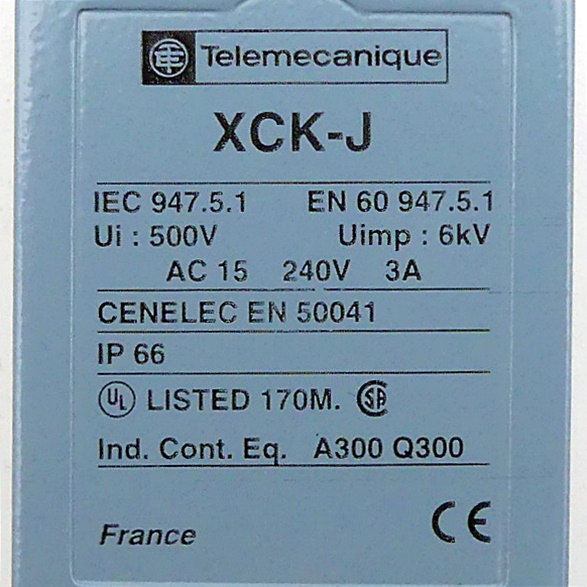 Telemecanique
XCK-J
IEC 947.5.1 EN 60 947.5.1
Ui : 500V Uimp : 6kV
AC 15 240V 3A
CENELEC EN 50041
IP 66
UL LISTED 170M. SA
Ind. Cont. Eq. A300 Q300
France CE